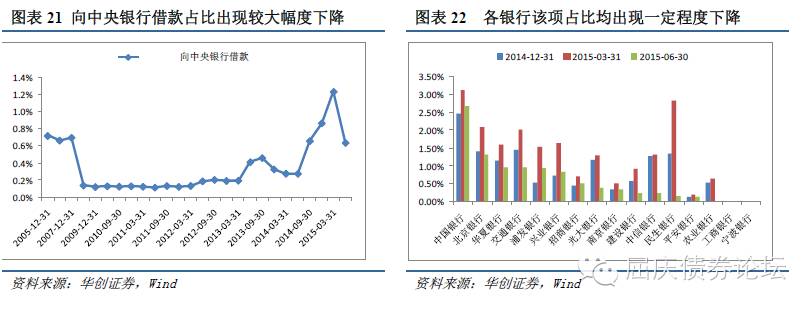 图表 21 向中央银行借款占比出现较大幅度下降
向中央银行借款
1.4%
1.2%
1.0%
0.8%
0.6%
0.4%
0.2%
0.0%
2005-12-31
2007-12-31
2009-12-31
2010-09-30
2011-03-31
2011-09-30
2012-03-31
2012-09-30
2013-03-31
2013-09-30
2014-03-31
2014-09-30
2015-03-31
资料来源：华创证券，Wind
图表 22 各银行该项占比均出现一定程度下降
2014-12-31 2015-03-31 2015-06-30
3.50%
3.00%
2.50%
2.00%
1.50%
1.00%
0.50%
0.00%
中国银行
北京银行
华夏银行
交通银行
浦发银行
兴业银行
招商银行
光大银行
南京银行
建设银行
中信银行
民生银行
平安银行
农业银行
工商银行
宁波银行
资料来源：华创证券，Wind
屈庆债券论坛